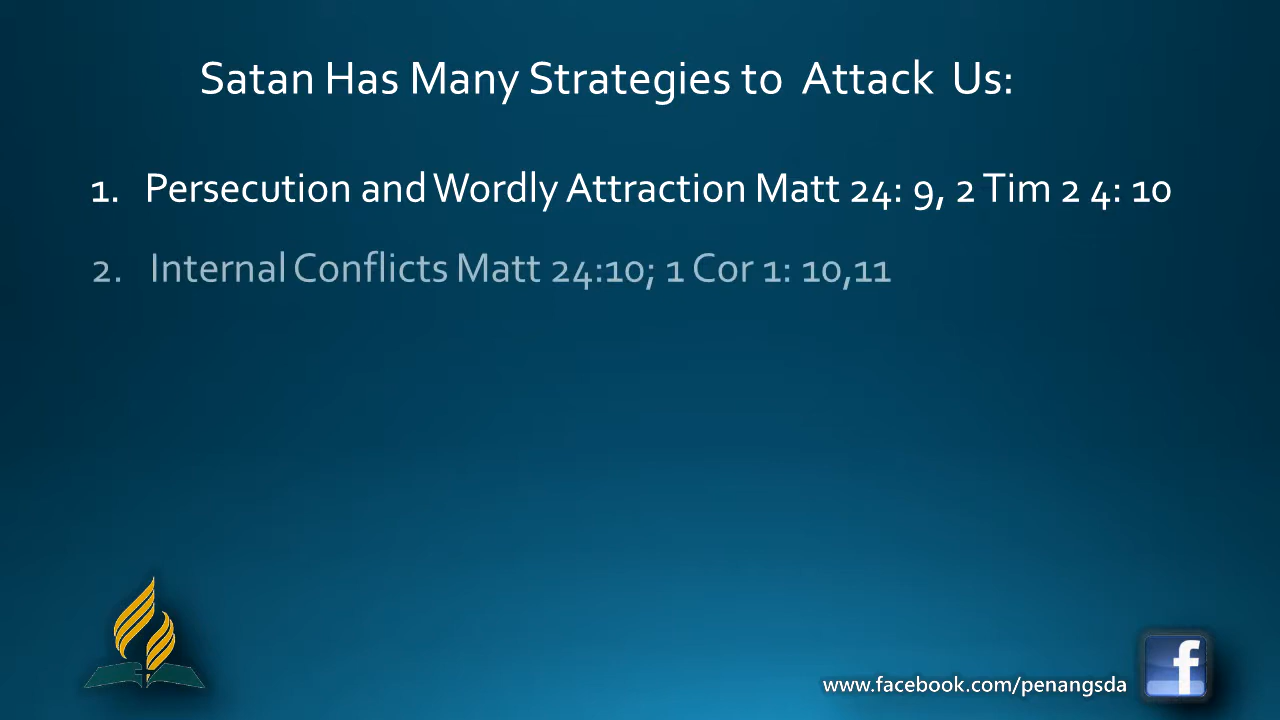 Satan Has Many Strategies to Attack Us:
1. Persecution and Wordly Attraction Matt 24: 9, 2 Tim 2 4: 10
2. Internal Conflicts Matt 24:10; 1 Cor 1: 10,11
www.facebook.com/penangsda
f